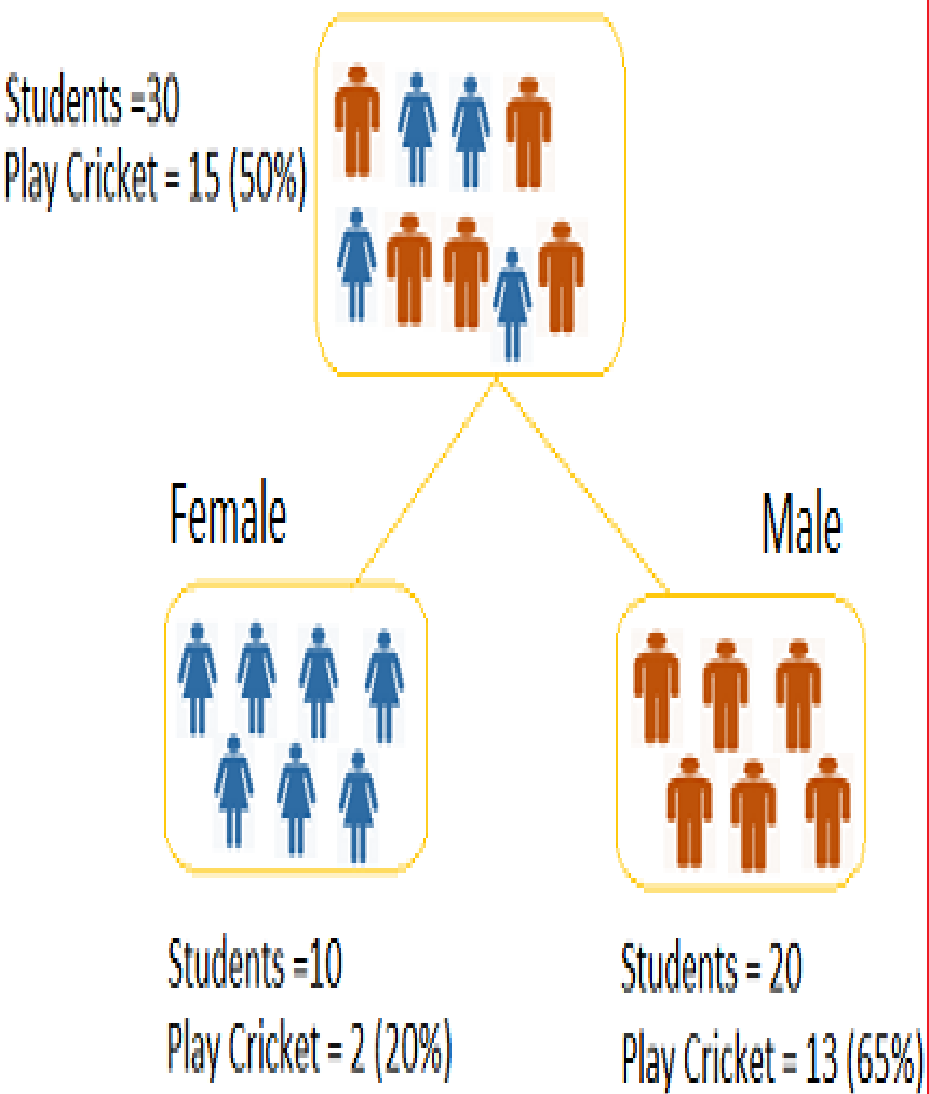 Students =30
Play Cricket = 15 (50%)
Female
Male
Students =10
Play Cricket = 2 (20%)
Students = 20
Play Cricket = 13 (65%)